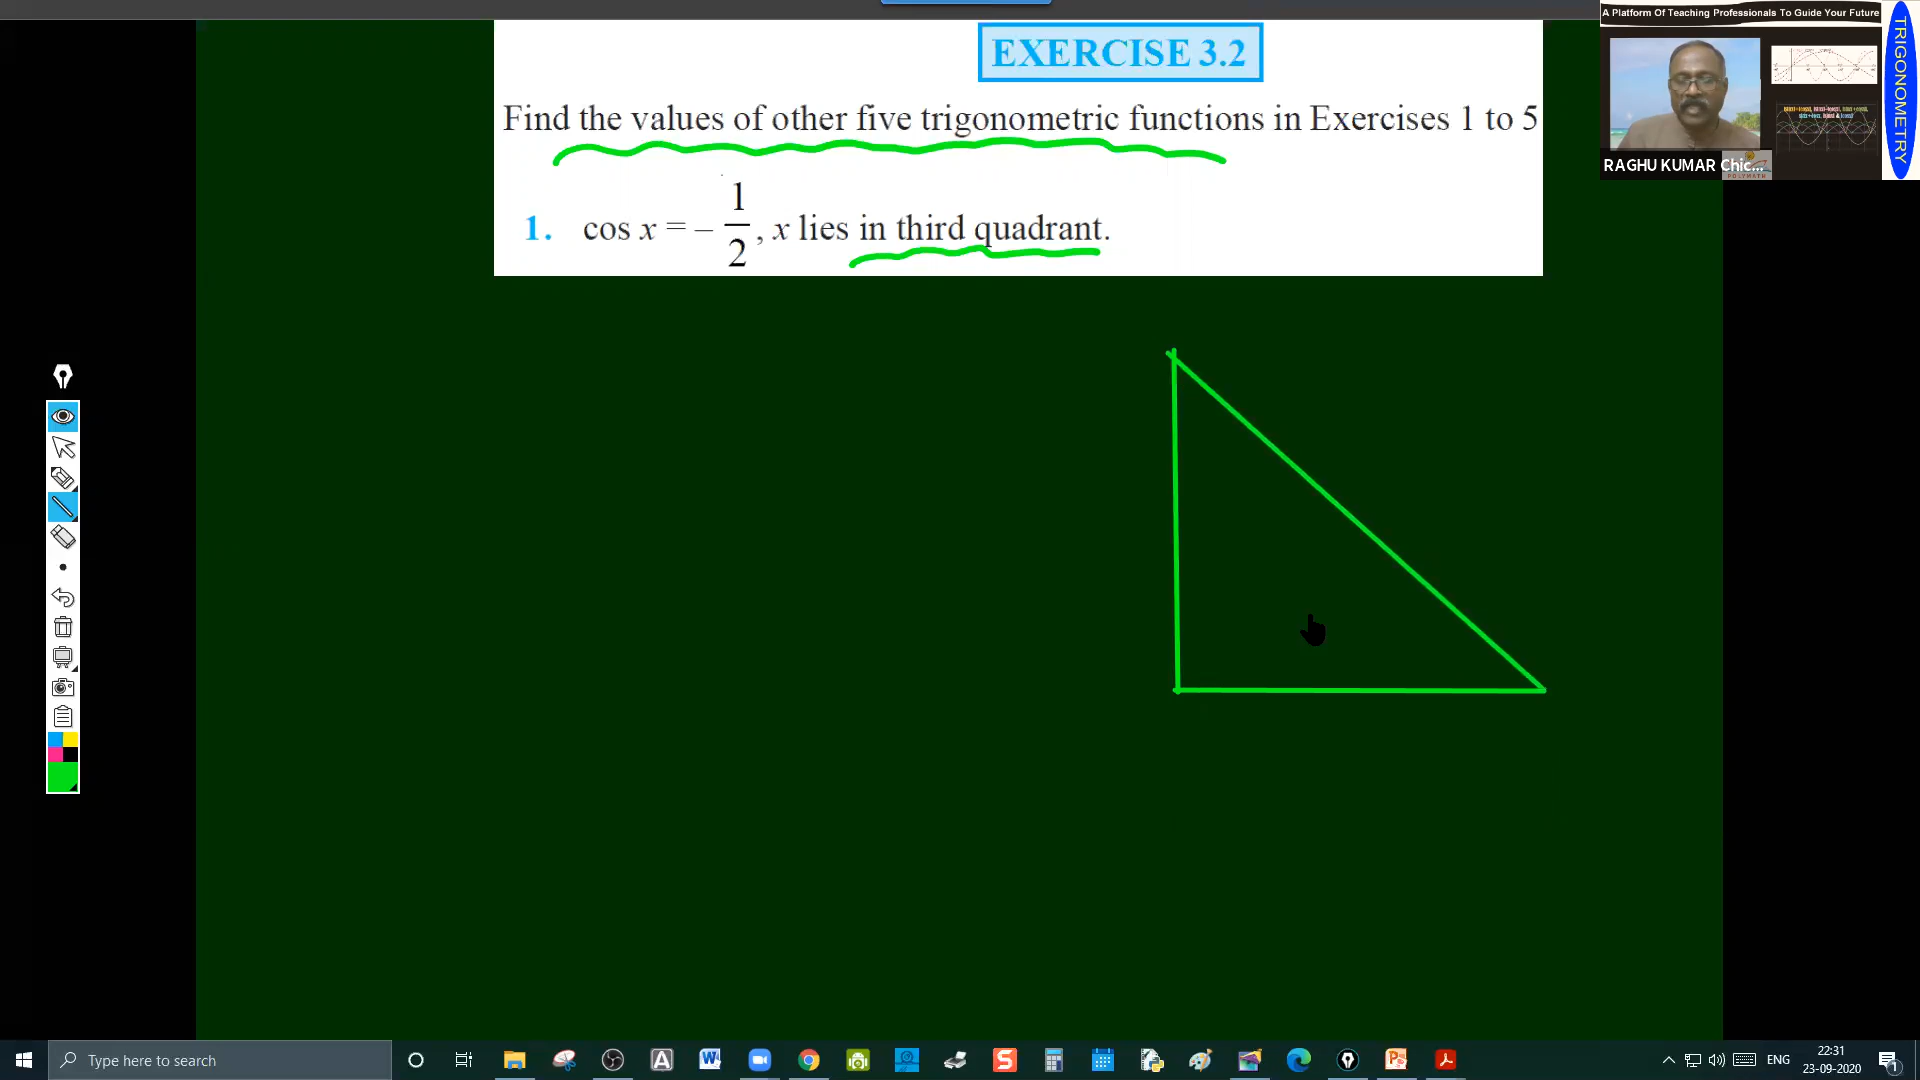 EXERCISE 3.2
A Platform Of Teaching Professionals To Guide Your Future
TRIGONOMETRY
Find the values of other five trigonometric functions in Exercises 1 to 5
RAGHU KUMAR Chic...
POLYMATH
1. cos x = – 1/2, x lies in third quadrant.
Type here to search
ENG
22:31
23-09-2020
1